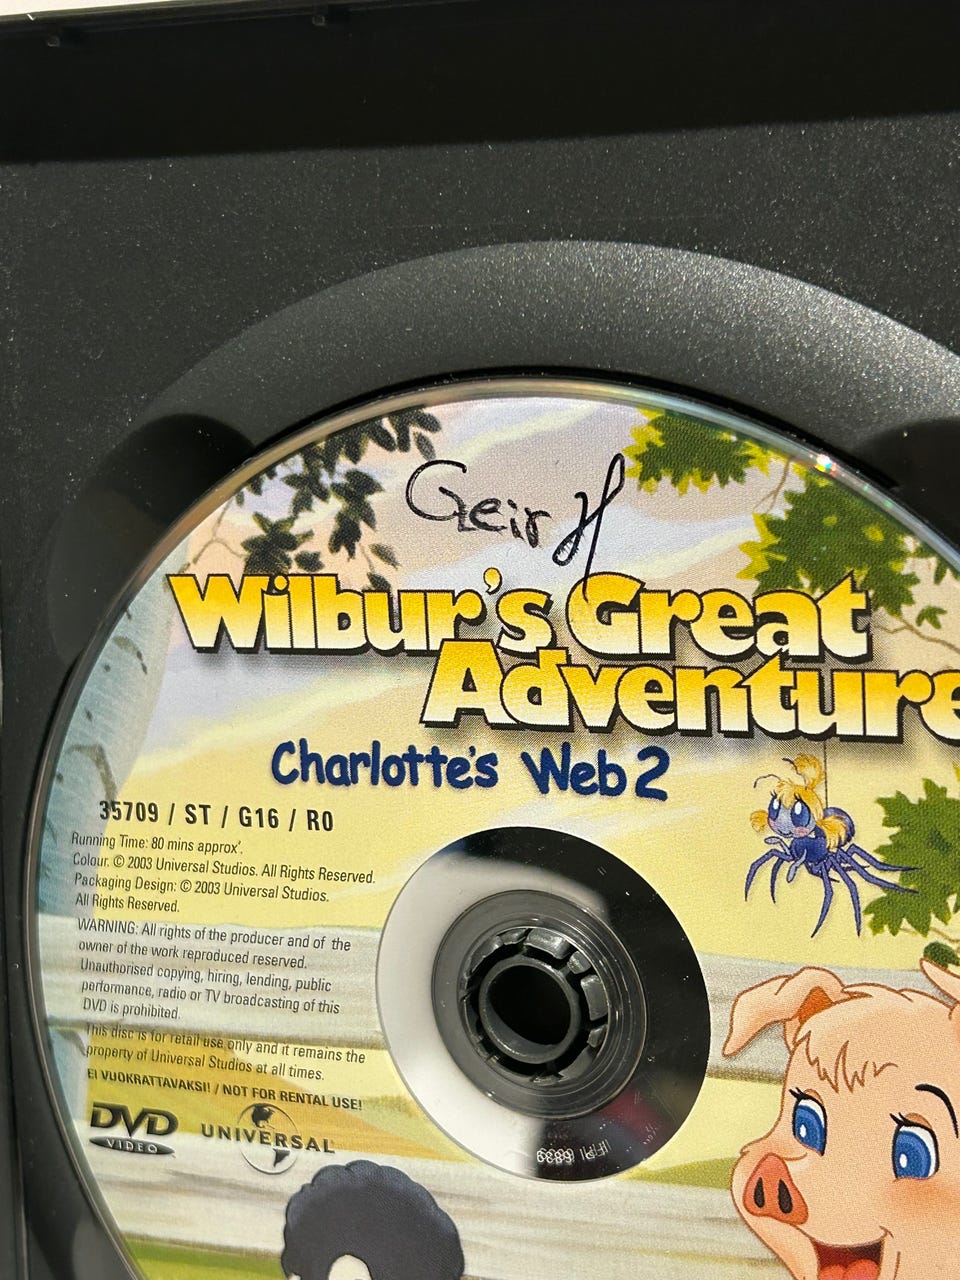 Geir H
Wilbur's Great
Adventure
Charlotte's Web 2
35709 / ST / G16 / R0
Running Time: 80 mins approx'.
Colour. © 2003 Universal Studios. All Rights Reserved.
Packaging Design: © 2003 Universal Studios.
All Rights Reserved.
WARNING: All rights of the producer and of the
owner of the work reproduced reserved.
Unauthorised copying, hiring, lending, public
performance, radio or TV broadcasting of this
DVD is prohibited.
This disc is for retail use only and it remains the
property of Universal Studios at all times.
EI VUOKRATTAVAKSI! / NOT FOR RENTAL USE!
DVD
VIDEO
UNIVERSAL
IFPI 6839